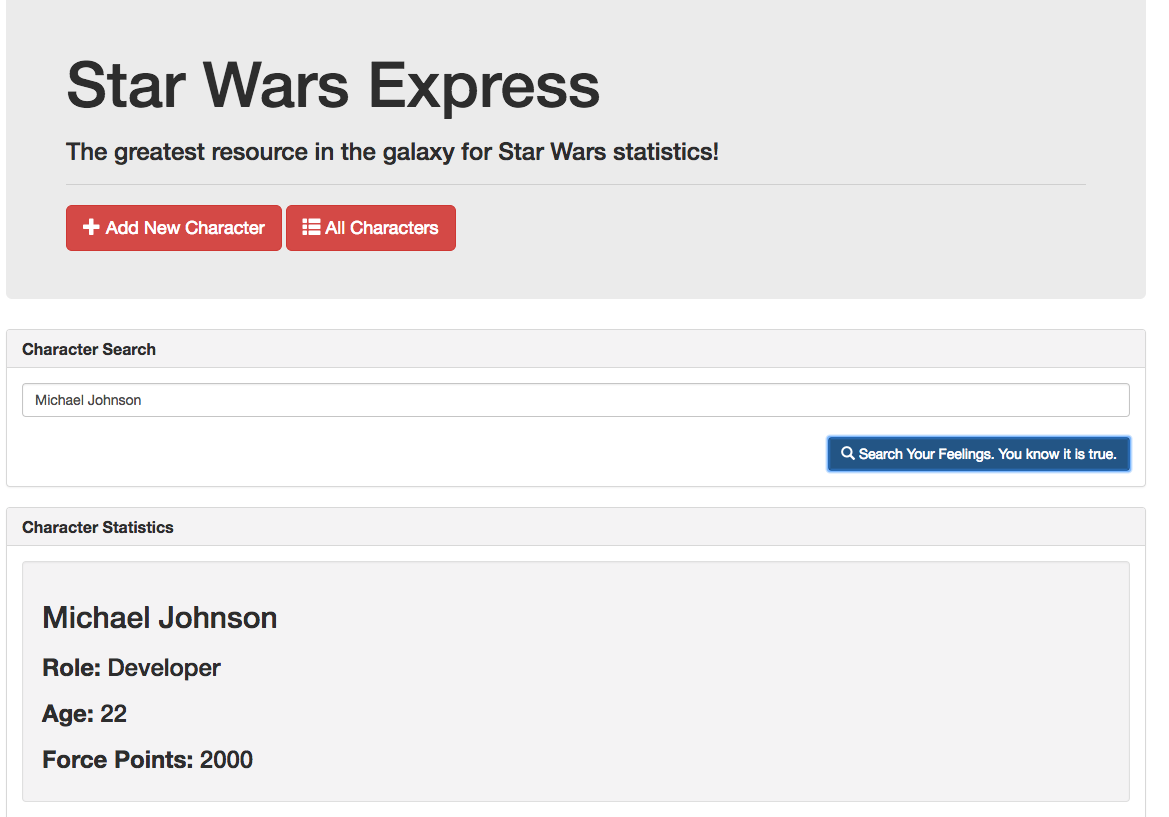 Star Wars Express
The greatest resource in the galaxy for Star Wars statistics!
Add New Character All Characters
Character Search
Michael Johnson
Search Your Feelings. You know it is true.
Character Statistics
Michael Johnson
Role: Developer
Age: 22
Force Points: 2000